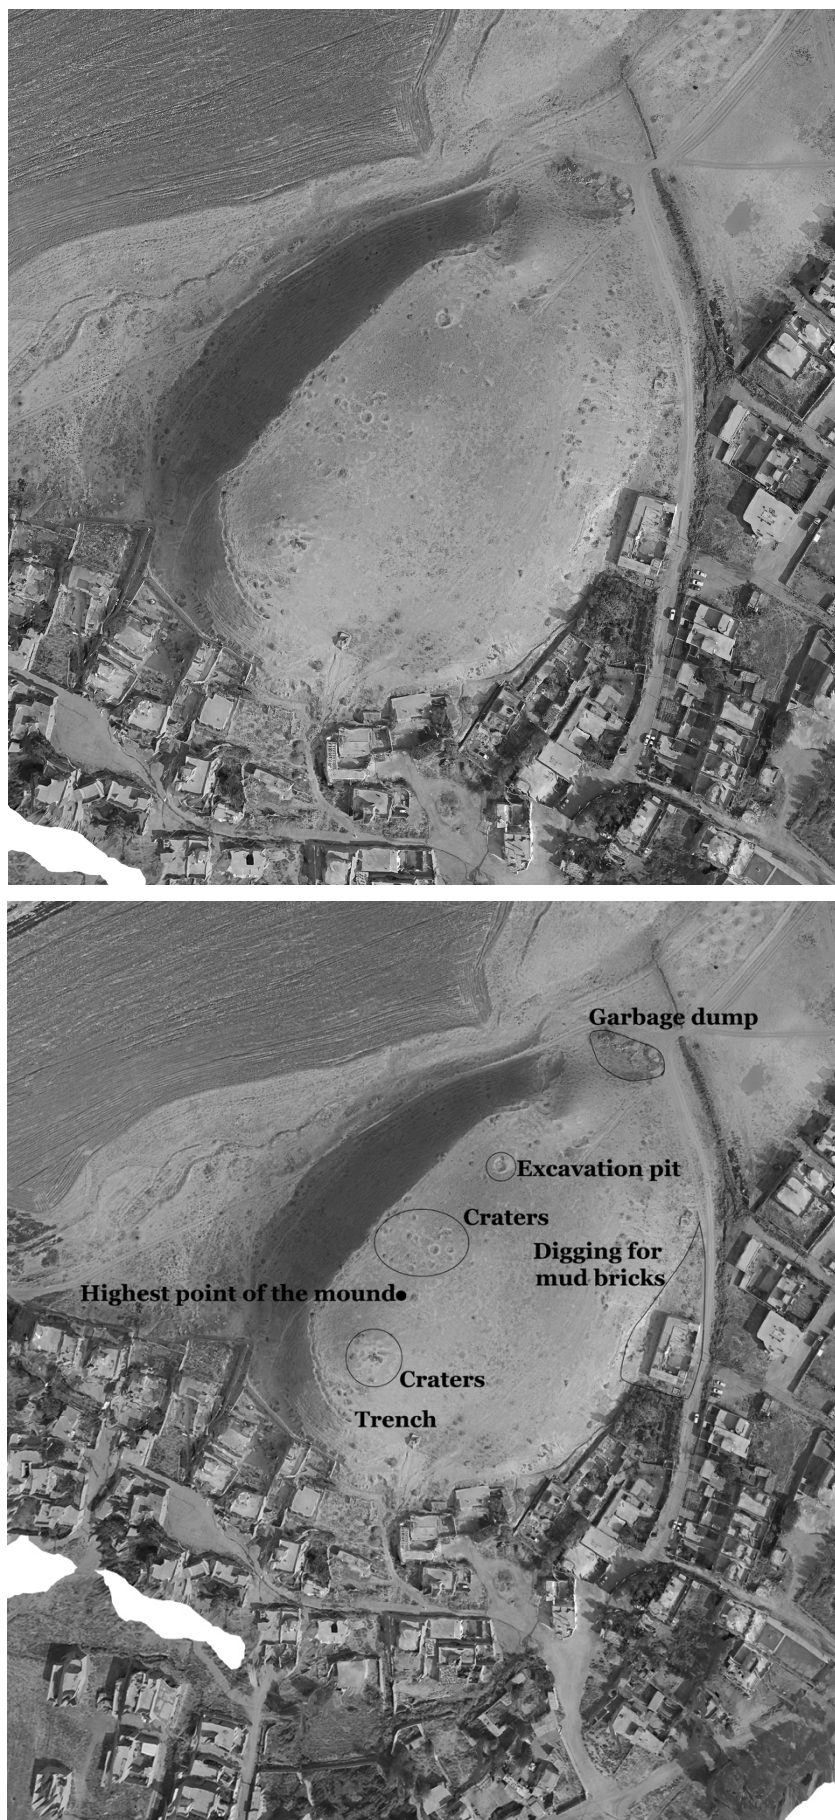 Garbage dump
Excavation pit
Craters
Digging for
mud bricks
Highest point of the mound
Craters
Trench